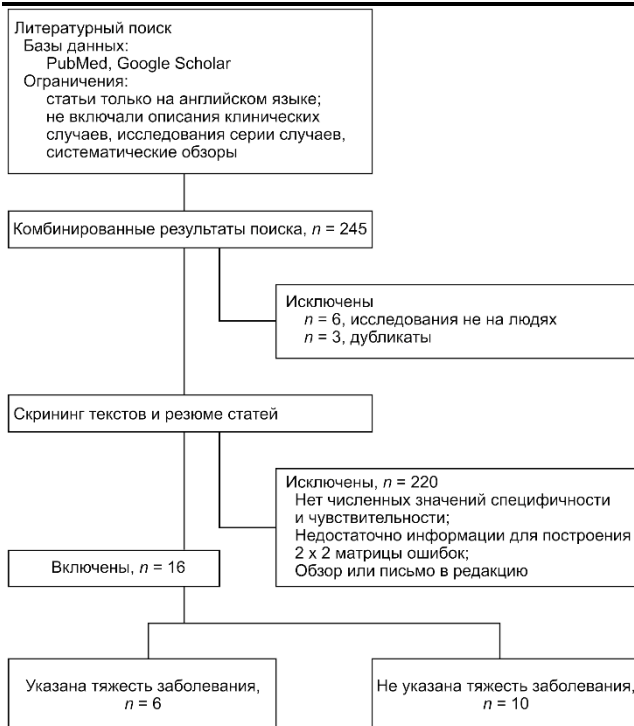 Литературный поиск
Базы данных:
PubMed, Google Scholar
Ограничения:
статьи только на английском языке;
не включали описания клинических
случаев, исследования серии случаев,
систематические обзоры
Комбинированные результаты поиска, n = 245
Исключены
n = 6, исследования не на людях
n = 3, дубликаты
Скрининг текстов и резюме статей
Исключены, n = 220
Нет численных значений специфичности
и чувствительности;
Недостаточно информации для построения
2 x 2 матрицы ошибок;
Обзор или письмо в редакцию
Включены, n = 16
Указана тяжесть заболевания,
n = 6
Не указана тяжесть заболевания,
n = 10